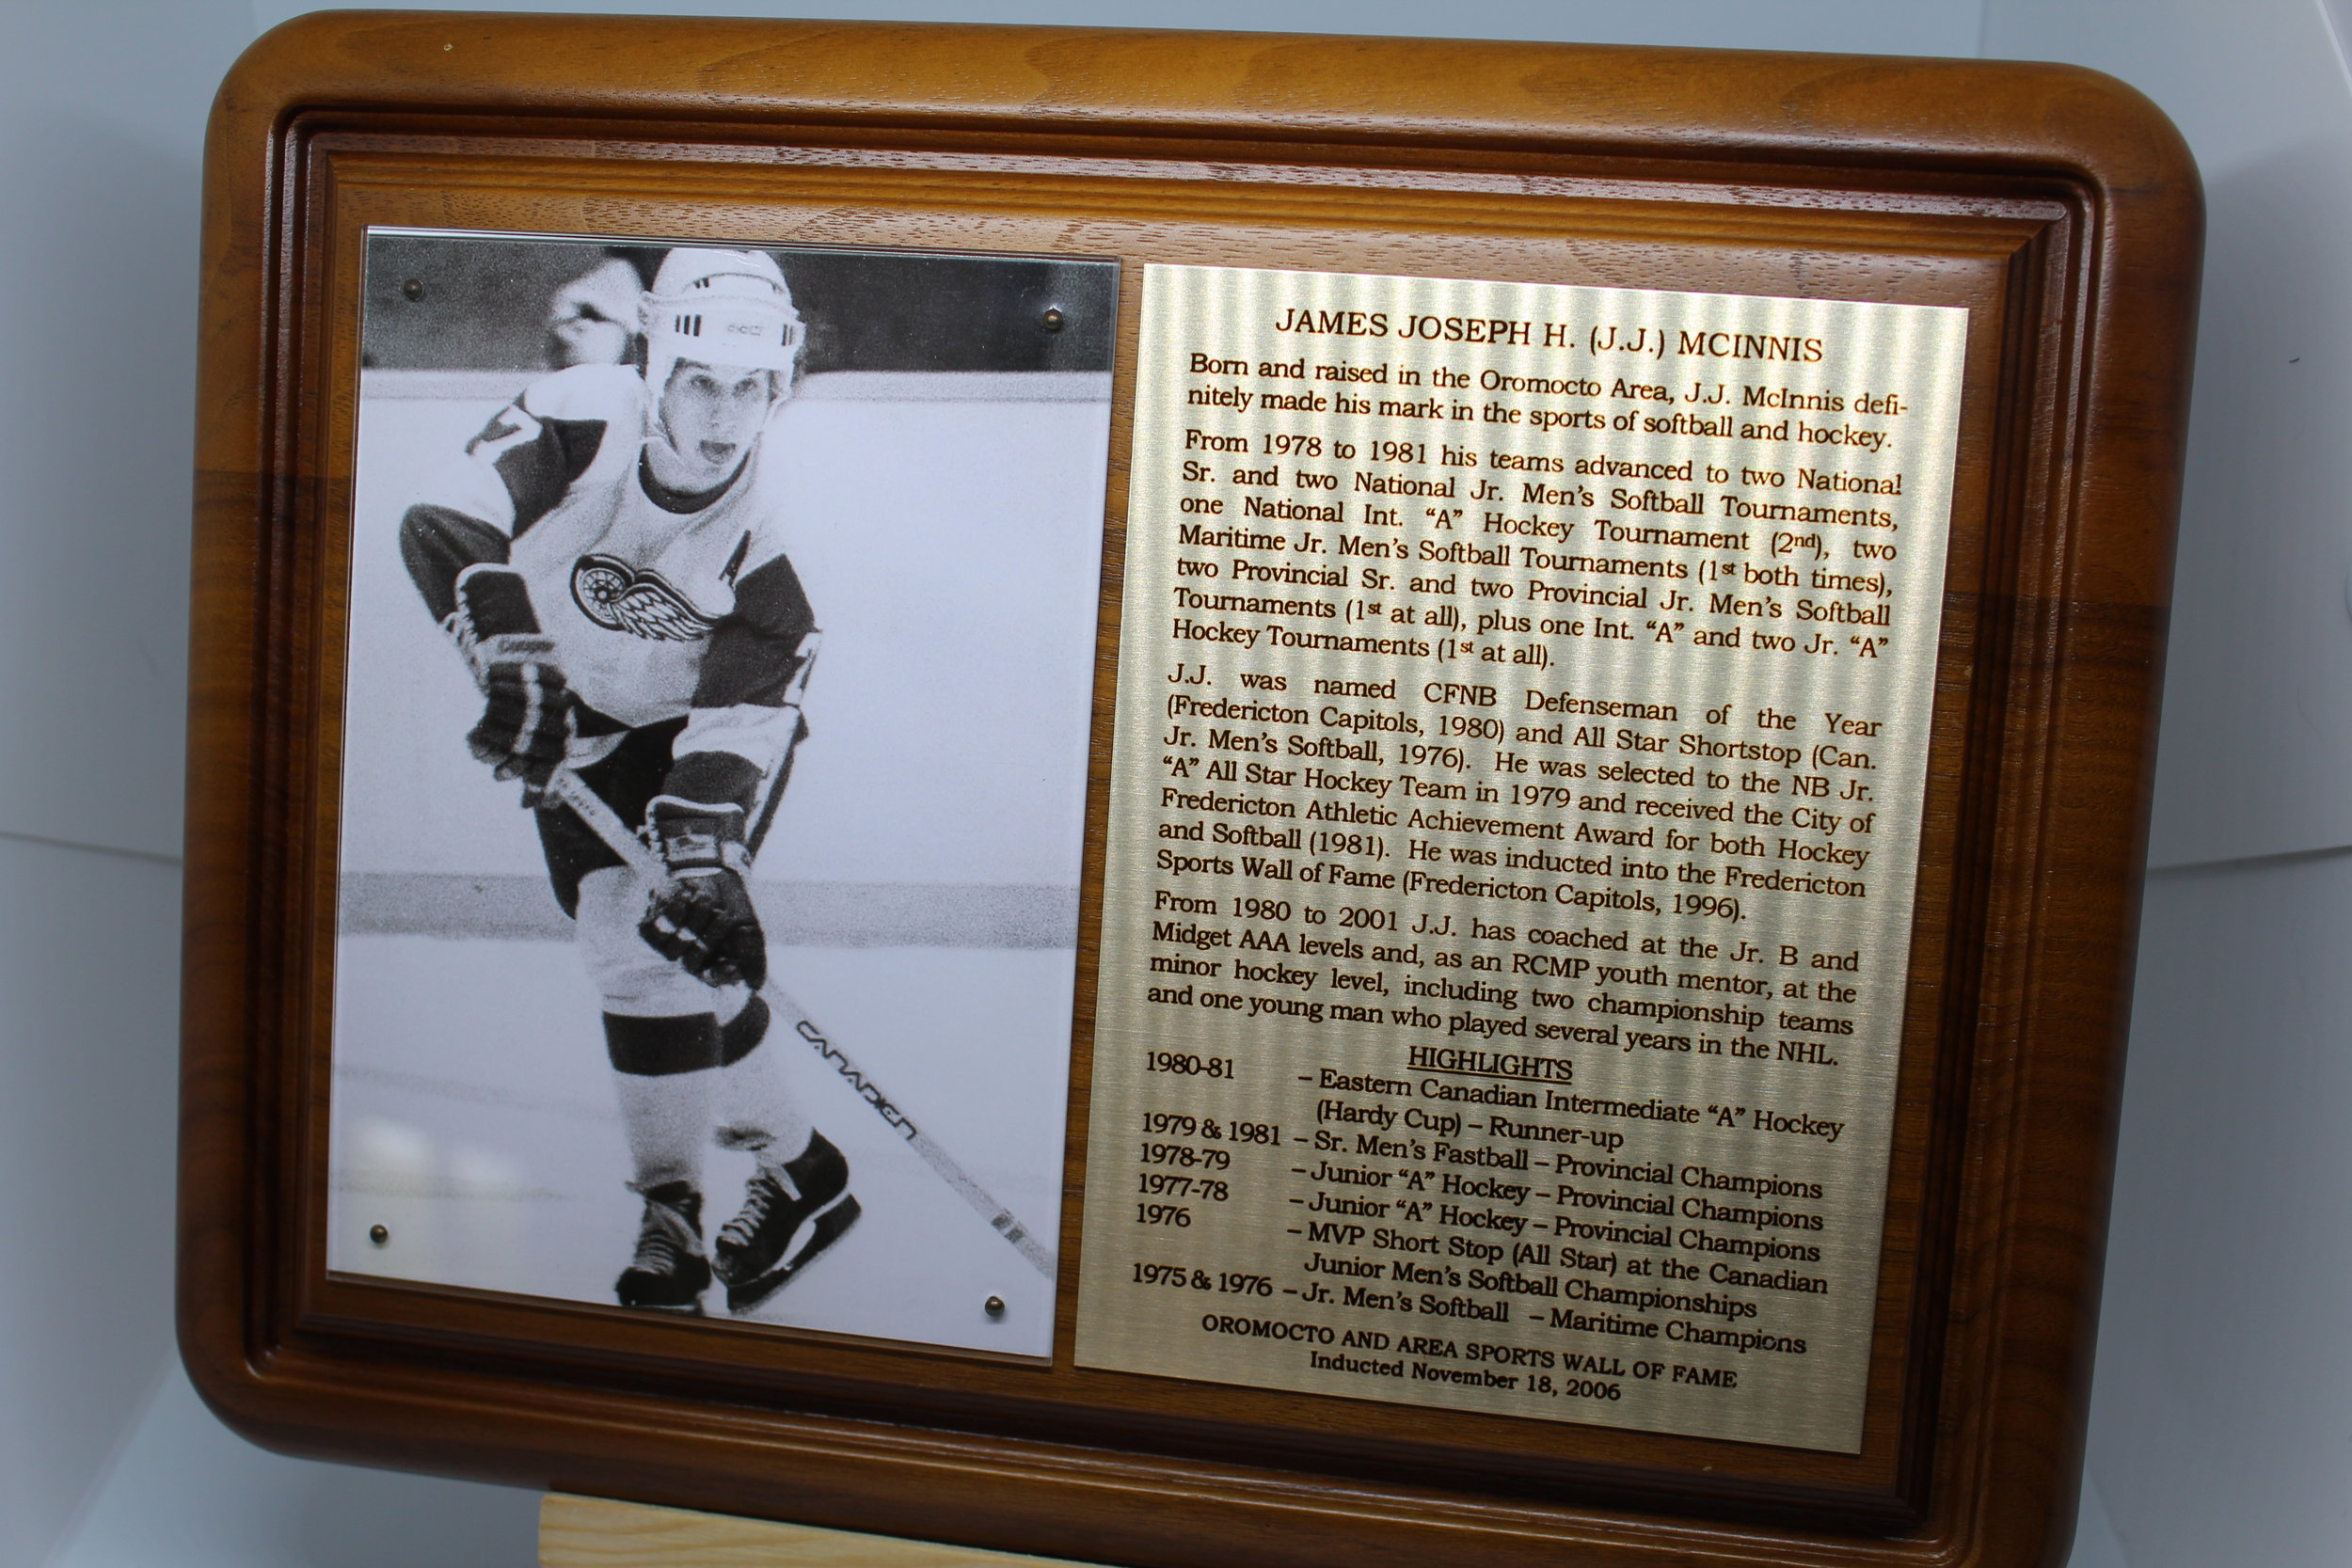 JAMES JOSEPH H. (J.J.) MCINNIS
Born and raised in the Oromocto Area, J.J. McInnis defi-
nitely made his mark in the sports of softball and hockey.
From 1978 to 1981 his teams advanced to two National
Sr. and two National Jr. Men's Softball Tournaments,
one National Int. “A” Hockey Tournament (2nd), two
Maritime Jr. Men's Softball Tournaments (1st both times),
two Provincial Sr. and two Provincial Jr. Men's Softball
Tournaments (1st at all), plus one Int. “A” and two Jr. “A”
Hockey Tournaments (1st at all).
J.J. was named CFNB Defenseman of the Year
(Fredericton Capitols, 1980) and All Star Shortstop (Can.
Jr. Men's Softball, 1976). He was selected to the NB Jr.
“A” All Star Hockey Team in 1979 and received the City of
Fredericton Athletic Achievement Award for both Hockey
and Softball (1981). He was inducted into the Fredericton
Sports Wall of Fame (Fredericton Capitols, 1996).
From 1980 to 2001 J.J. has coached at the Jr. B and
Midget AAA levels and, as an RCMP youth mentor, at the
minor hockey level, including two championship teams
and one young man who played several years in the NHL.
HIGHLIGHTS
1980-81 – Eastern Canadian Intermediate “A” Hockey
(Hardy Cup) – Runner-up
1979 & 1981 – Sr. Men's Fastball – Provincial Champions
1978-79 – Junior “A” Hockey – Provincial Champions
1977-78 – Junior “A” Hockey – Provincial Champions
1976 – MVP Short Stop (All Star) at the Canadian
Junior Men's Softball Championships
1975 & 1976 – Jr. Men's Softball – Maritime Champions
OROMOCTO AND AREA SPORTS WALL OF FAME
Inducted November 18, 2006
A
CANADIEN